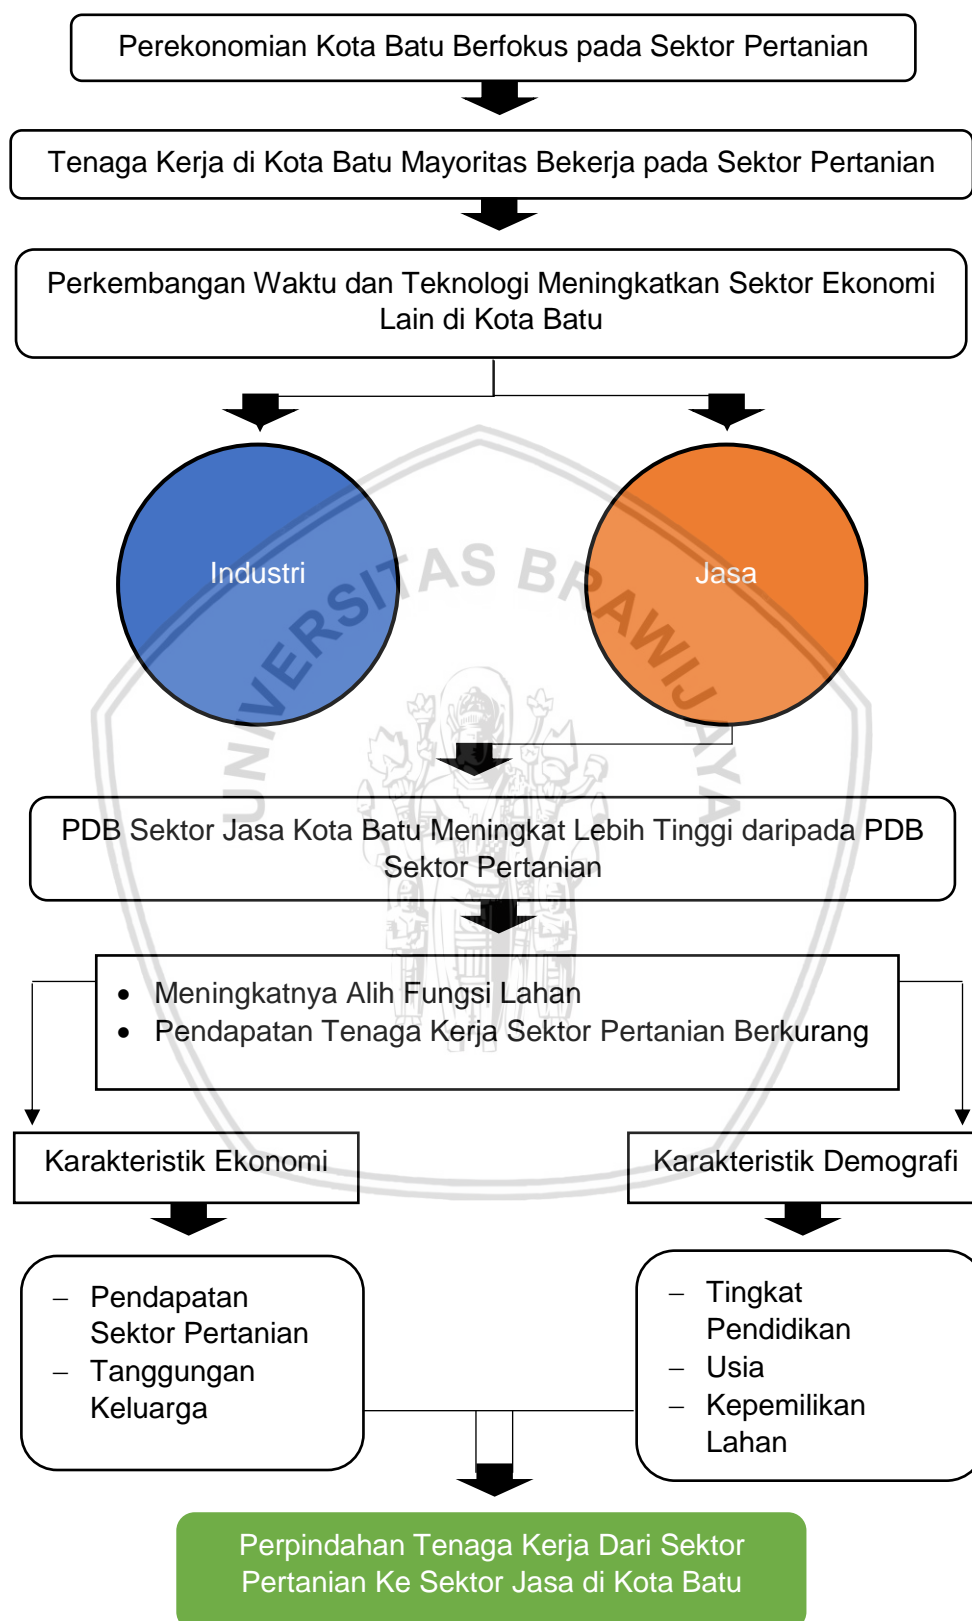 Perekonomian Kota Batu Berfokus pada Sektor Pertanian
Tenaga Kerja di Kota Batu Mayoritas Bekerja pada Sektor Pertanian
Perkembangan Waktu dan Teknologi Meningkatkan Sektor Ekonomi
Lain di Kota Batu
Industri
Jasa
UNIVERSITAS BRAWIJAYA
PDB Sektor Jasa Kota Batu Meningkat Lebih Tinggi daripada PDB
Sektor Pertanian
• Meningkatnya Alih Fungsi Lahan
• Pendapatan Tenaga Kerja Sektor Pertanian Berkurang
Karakteristik Ekonomi
Karakteristik Demografi
– Pendapatan
Sektor Pertanian
– Tanggungan
Keluarga
– Tingkat
Pendidikan
– Usia
– Kepemilikan
Lahan
Perpindahan Tenaga Kerja Dari Sektor
Pertanian Ke Sektor Jasa di Kota Batu